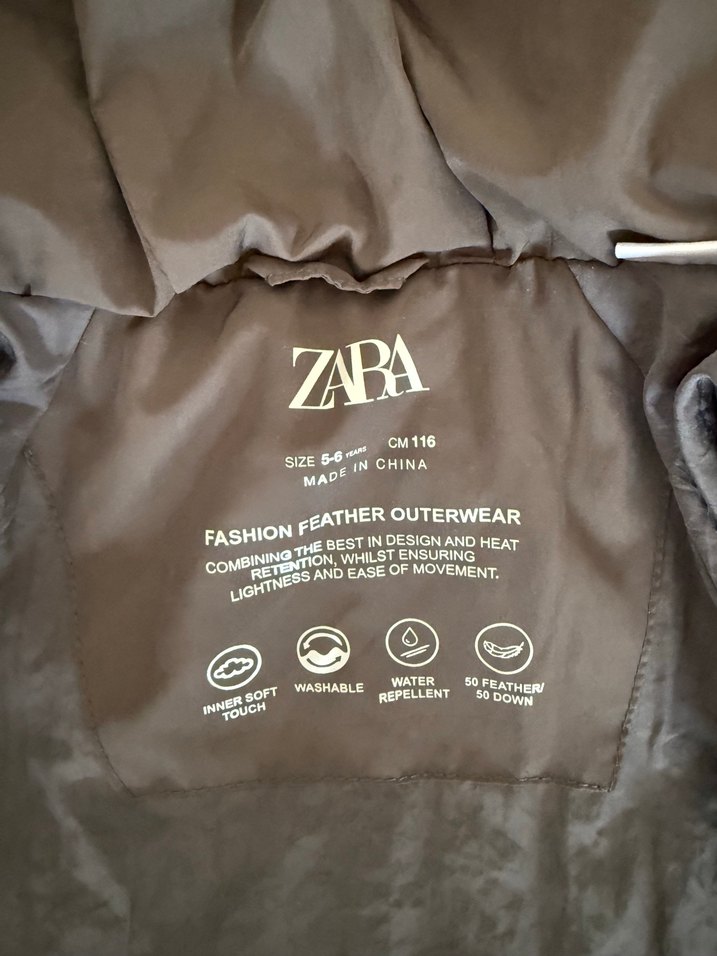 ZARA
SIZE 5-6 YEARS CM 116
MADE IN CHINA
FASHION FEATHER OUTERWEAR
COMBINING THE BEST IN DESIGN AND HEAT
RETENTION, WHILST ENSURING
LIGHTNESS AND EASE OF MOVEMENT.
INNER SOFT
TOUCH
WASHABLE
WATER
REPELLENT
50 FEATHER/
50 DOWN